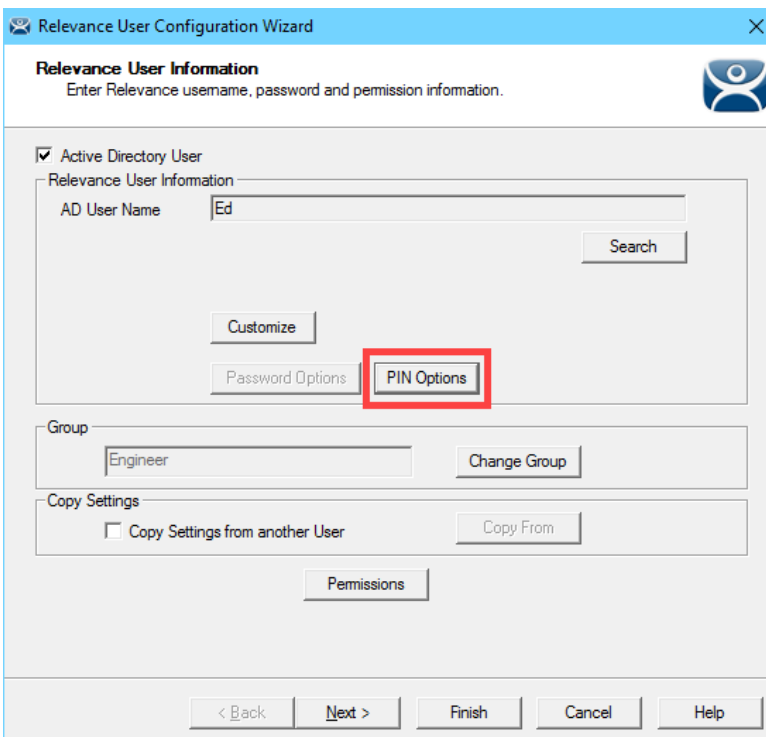 Relevance User Configuration Wizard
Relevance User Information
Enter Relevance username, password and permission information.
Active Directory User
Relevance User Information
AD User Name Ed
Search
Customize
Password Options PIN Options
Group
Engineer Change Group
Copy Settings
Copy Settings from another User Copy From
Permissions
< Back Next > Finish Cancel Help